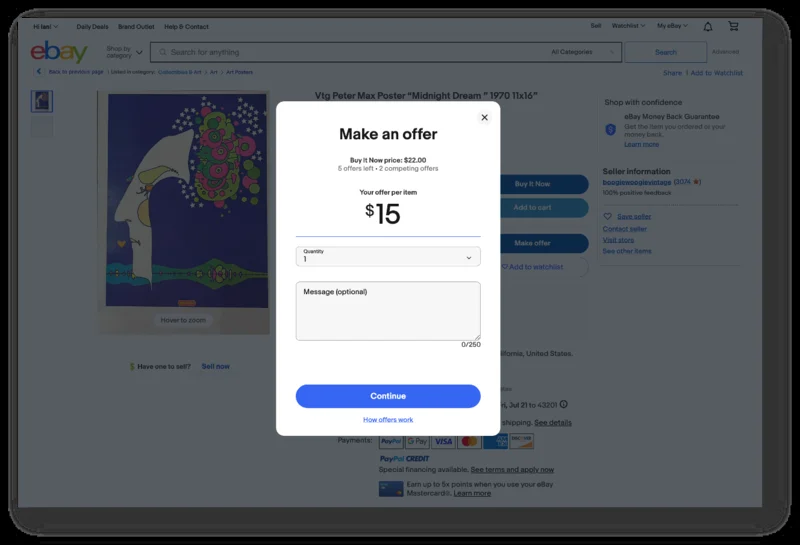 Hi Ian!
Daily Deals
Brand Outlet
Help & Contact
Sell
Watchlist
My eBay
ebay
Shop by
category
Search for anything
All Categories
Search
Advanced
Back to previous page | Listed in category: Collectibles & Art > Art > Art Posters
Share | Add to Watchlist
Vtg Peter Max Poster “Midnight Dream ” 1970 11x16”
Hover to zoom
Have one to sell?
Sell now
Make an offer
Buy It Now price: $22.00
5 offers left • 2 competing offers
Your offer per item
$15
Quantity
1
Message (optional)
0/250
Continue
How offers work
Buy It Now
Add to cart
Make offer
Add to watchlist
Shop with confidence
eBay Money Back Guarantee
Get the item you ordered or your
money back.
Learn more
Seller information
100% positive feedback
Save seller
Contact seller
Visit store
See other items
California, United States.
Jul 21 to 43201
shipping. See details
Payments:
PayPal
G Pay
VISA
PayPal CREDIT
Special financing available. See terms and apply now
Earn up to 5x points when you use your eBay
Mastercard®. Learn more